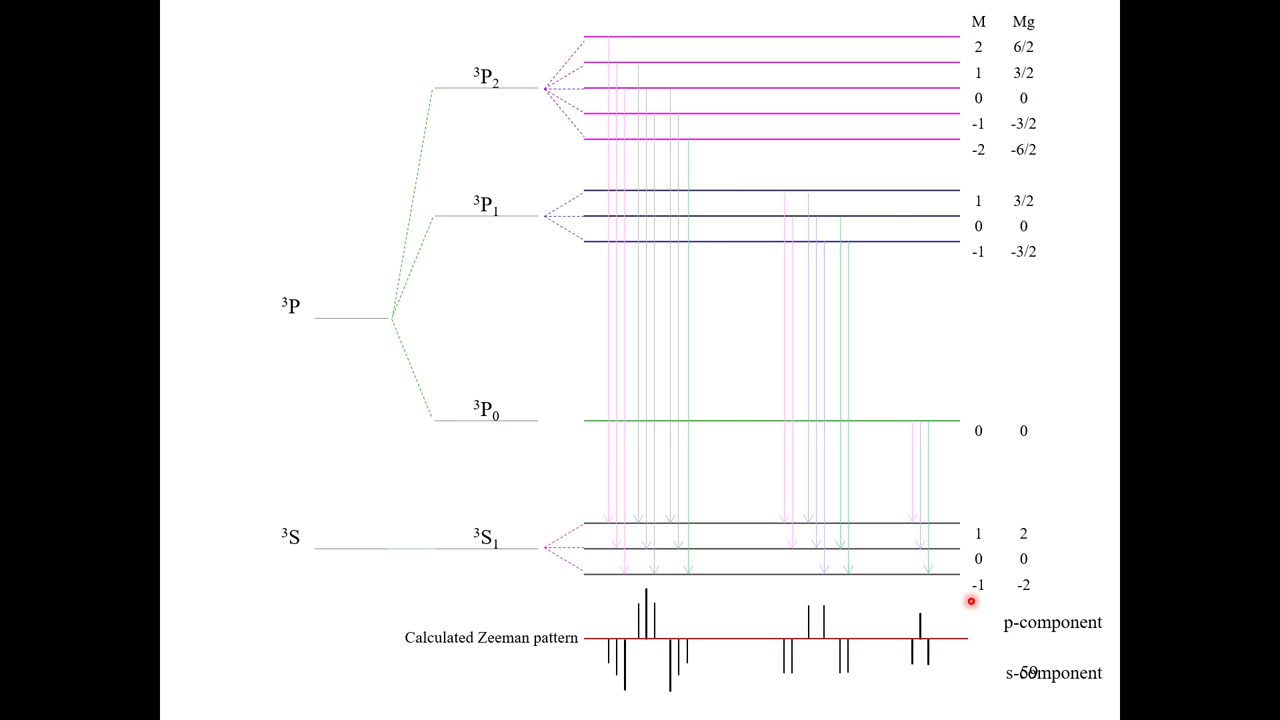 M Mg
2 6/2
³P₂
1 3/2
0 0
-1 -3/2
-2 -6/2
³P₁
1 3/2
0 0
-1 -3/2
³P
³P₀
0 0
³S ³S₁
1 2
0 0
-1 -2
p-component
Calculated Zeeman pattern
s-component
59